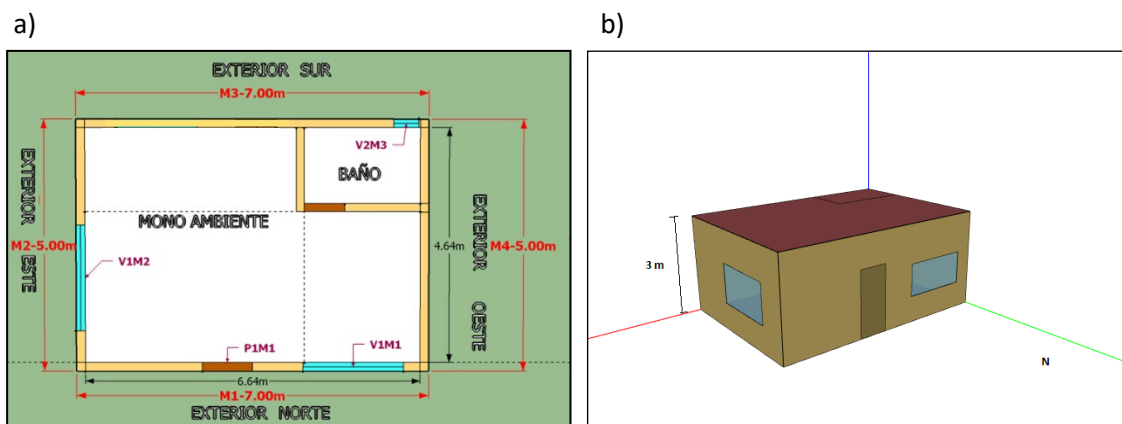 a)
EXTERIOR SUR
M3-7.00m
V2M3
BAÑO
EXTERIOR ESTE
MONO AMBIENTE
M2-5.00m
4.64m
M4-5.00m
EXTERIOR OESTE
V1M2
P1M1
V1M1
6.64m
M1-7.00m
EXTERIOR NORTE
b)
3 m
N